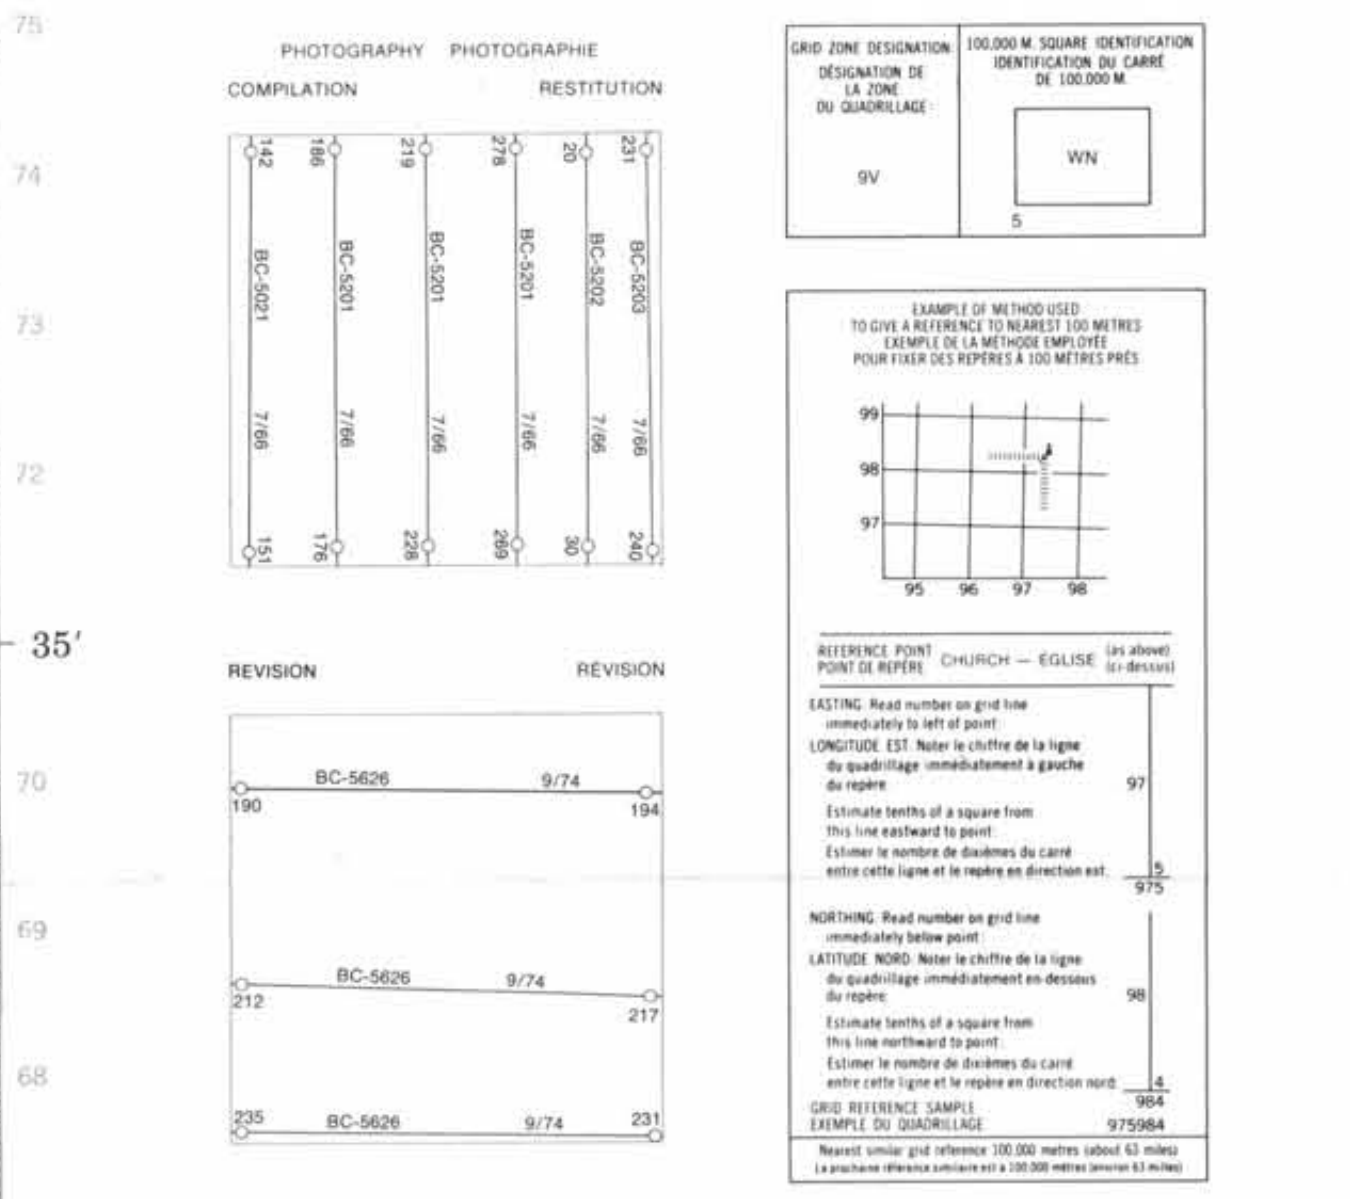 75
74
73
72
35′
70
69
68
PHOTOGRAPHY PHOTOGRAPHIE
COMPILATION RESTITUTION
142 186 219 278 20 231
BC-5021 BC-5201 BC-5201 BC-5201 BC-5202 BC-5203
7/66 7/66 7/66 7/66 7/66 7/66
151 176 228 269 30 240
REVISION RÉVISION
BC-5626 9/74
190 194
BC-5626 9/74
212 217
235 BC-5626 9/74 231
GRID ZONE DESIGNATION
DÉSIGNATION DE
LA ZONE
DU QUADRILLAGE:
9V
100,000 M. SQUARE IDENTIFICATION
IDENTIFICATION DU CARRÉ
DE 100,000 M.
WN
5
EXAMPLE OF METHOD USED
TO GIVE A REFERENCE TO NEAREST 100 METRES
EXEMPLE DE LA MÉTHODE EMPLOYÉE
POUR FIXER DES REPÈRES À 100 MÈTRES PRÈS
99
98
97
95 96 97 98
REFERENCE POINT
POINT DE REPÈRE
CHURCH — ÉGLISE
(as above)
(ci-dessus)
EASTING: Read number on grid line
immediately to left of point:
LONGITUDE EST: Noter le chiffre de la ligne
du quadrillage immédiatement à gauche
du repère: 97
Estimate tenths of a square from
this line eastward to point:
Estimer le nombre de dixièmes du carré
entre cette ligne et le repère en direction est: 5
975
NORTHING: Read number on grid line
immediately below point:
LATITUDE NORD: Noter le chiffre de la ligne
du quadrillage immédiatement en-dessous
du repère: 98
Estimate tenths of a square from
this line northward to point:
Estimer le nombre de dixièmes du carré
entre cette ligne et le repère en direction nord: 4
984
GRID REFERENCE SAMPLE
EXEMPLE DU QUADRILLAGE: 975984
Nearest similar grid reference 100,000 metres (about 63 miles)
La prochaine référence similaire est à 100,000 mètres (environ 63 milles)